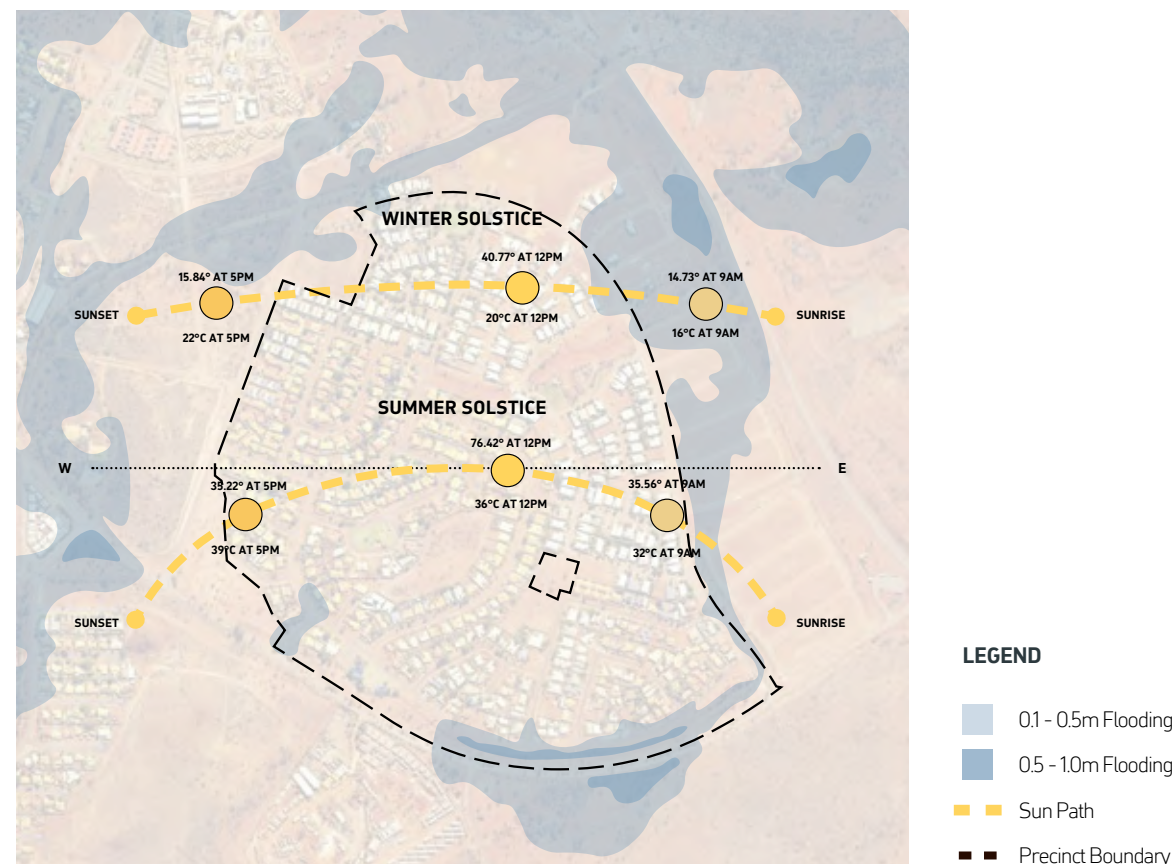 WINTER SOLSTICE
40.77° AT 12PM
15.84° AT 5PM
14.73° AT 9AM
SUNSET
SUNRISE
20°C AT 12PM
22°C AT 5PM
16°C AT 9AM
SUMMER SOLSTICE
76.42° AT 12PM
W
E
35.22° AT 5PM
35.56° AT 9AM
36°C AT 12PM
39°C AT 5PM
32°C AT 9AM
SUNSET
SUNRISE
LEGEND
0.1 - 0.5m Flooding
0.5 - 1.0m Flooding
Sun Path
Precinct Boundary